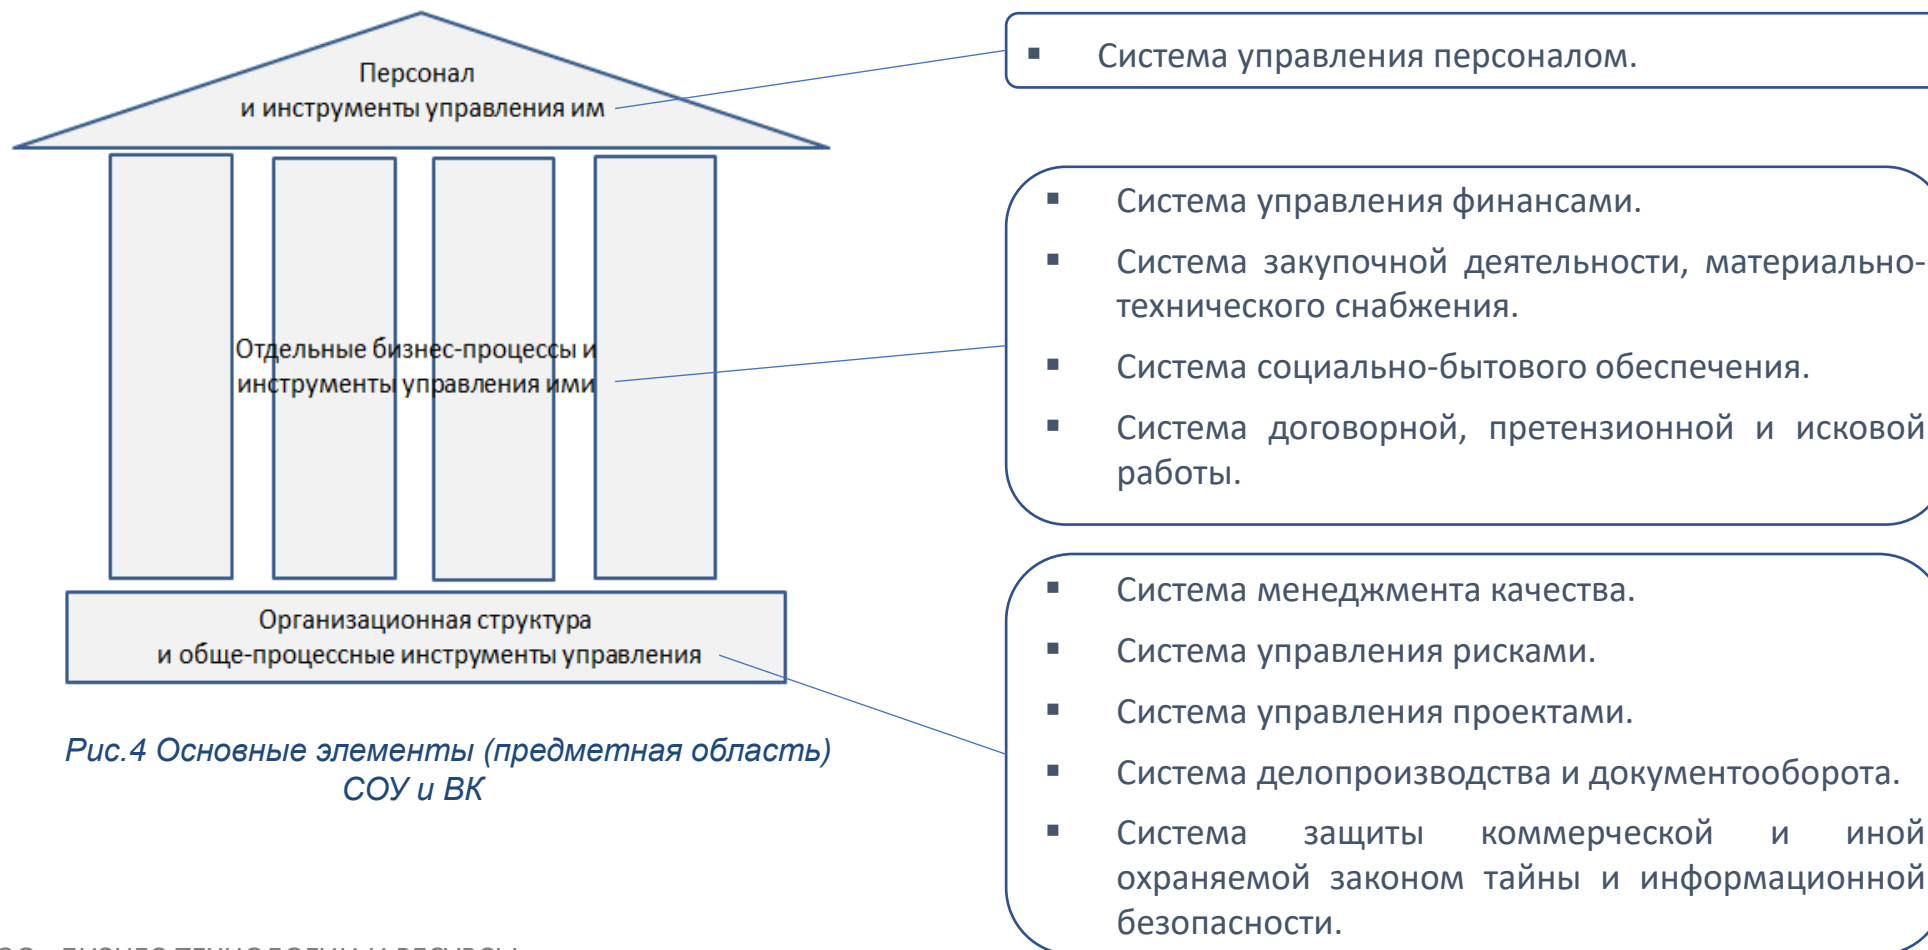 Персонал
и инструменты управления им
Отдельные бизнес-процессы и
инструменты управления ими
Организационная структура
и обще-процессные инструменты управления
Рис.4 Основные элементы (предметная область)
СОУ и ВК
▪ Система управления персоналом.
▪ Система управления финансами.
▪ Система закупочной деятельности, материально-
технического снабжения.
▪ Система социально-бытового обеспечения.
▪ Система договорной, претензионной и исковой
работы.
▪ Система менеджмента качества.
▪ Система управления рисками.
▪ Система управления проектами.
▪ Система делопроизводства и документооборота.
▪ Система защиты коммерческой и иной
охраняемой законом тайны и информационной
безопасности.